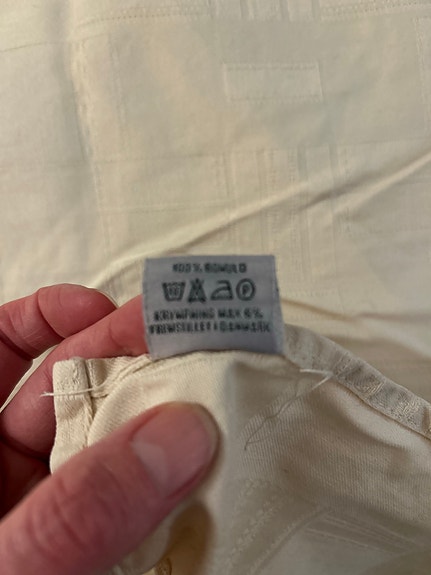 100% BOMULD
P
KRYMPNING MAX 6%
FREMSTILLET I DANMARK